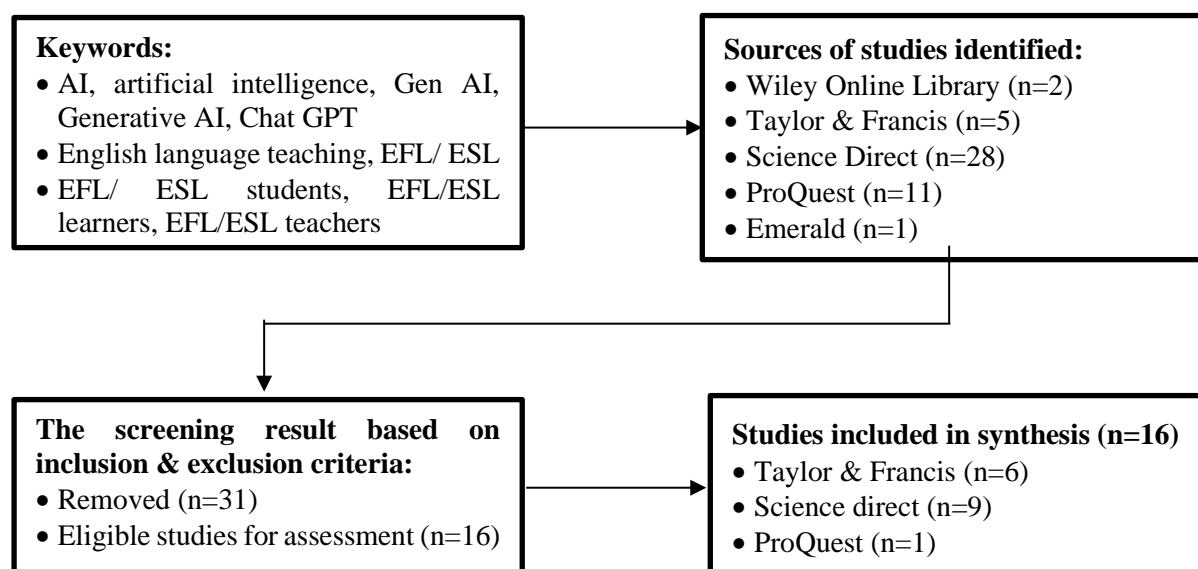 Keywords:
• AI, artificial intelligence, Gen AI,
Generative AI, Chat GPT
• English language teaching, EFL/ ESL
• EFL/ ESL students, EFL/ESL
learners, EFL/ESL teachers
Sources of studies identified:
• Wiley Online Library (n=2)
• Taylor & Francis (n=5)
• Science Direct (n=28)
• ProQuest (n=11)
• Emerald (n=1)
The screening result based on
inclusion & exclusion criteria:
• Removed (n=31)
• Eligible studies for assessment (n=16)
Studies included in synthesis (n=16)
• Taylor & Francis (n=6)
• Science direct (n=9)
• ProQuest (n=1)